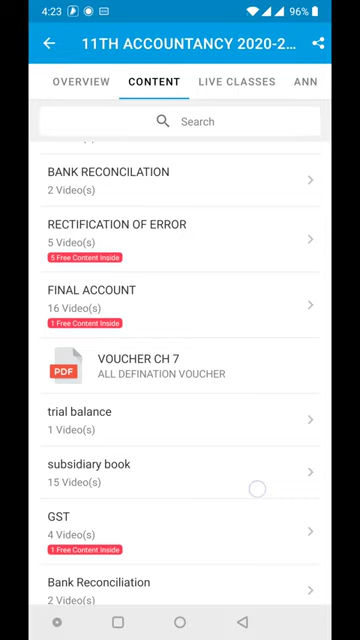 4:23
96%
11TH ACCOUNTANCY 2020-2...
OVERVIEW CONTENT LIVE CLASSES ANN
Search
BANK RECONCILATION
2 Video(s)
RECTIFICATION OF ERROR
5 Video(s)
5 Free Content Inside
FINAL ACCOUNT
16 Video(s)
1 Free Content Inside
PDF
VOUCHER CH 7
ALL DEFINATION VOUCHER
trial balance
1 Video(s)
subsidiary book
15 Video(s)
GST
4 Video(s)
1 Free Content Inside
Bank Reconciliation
2 Video(s)